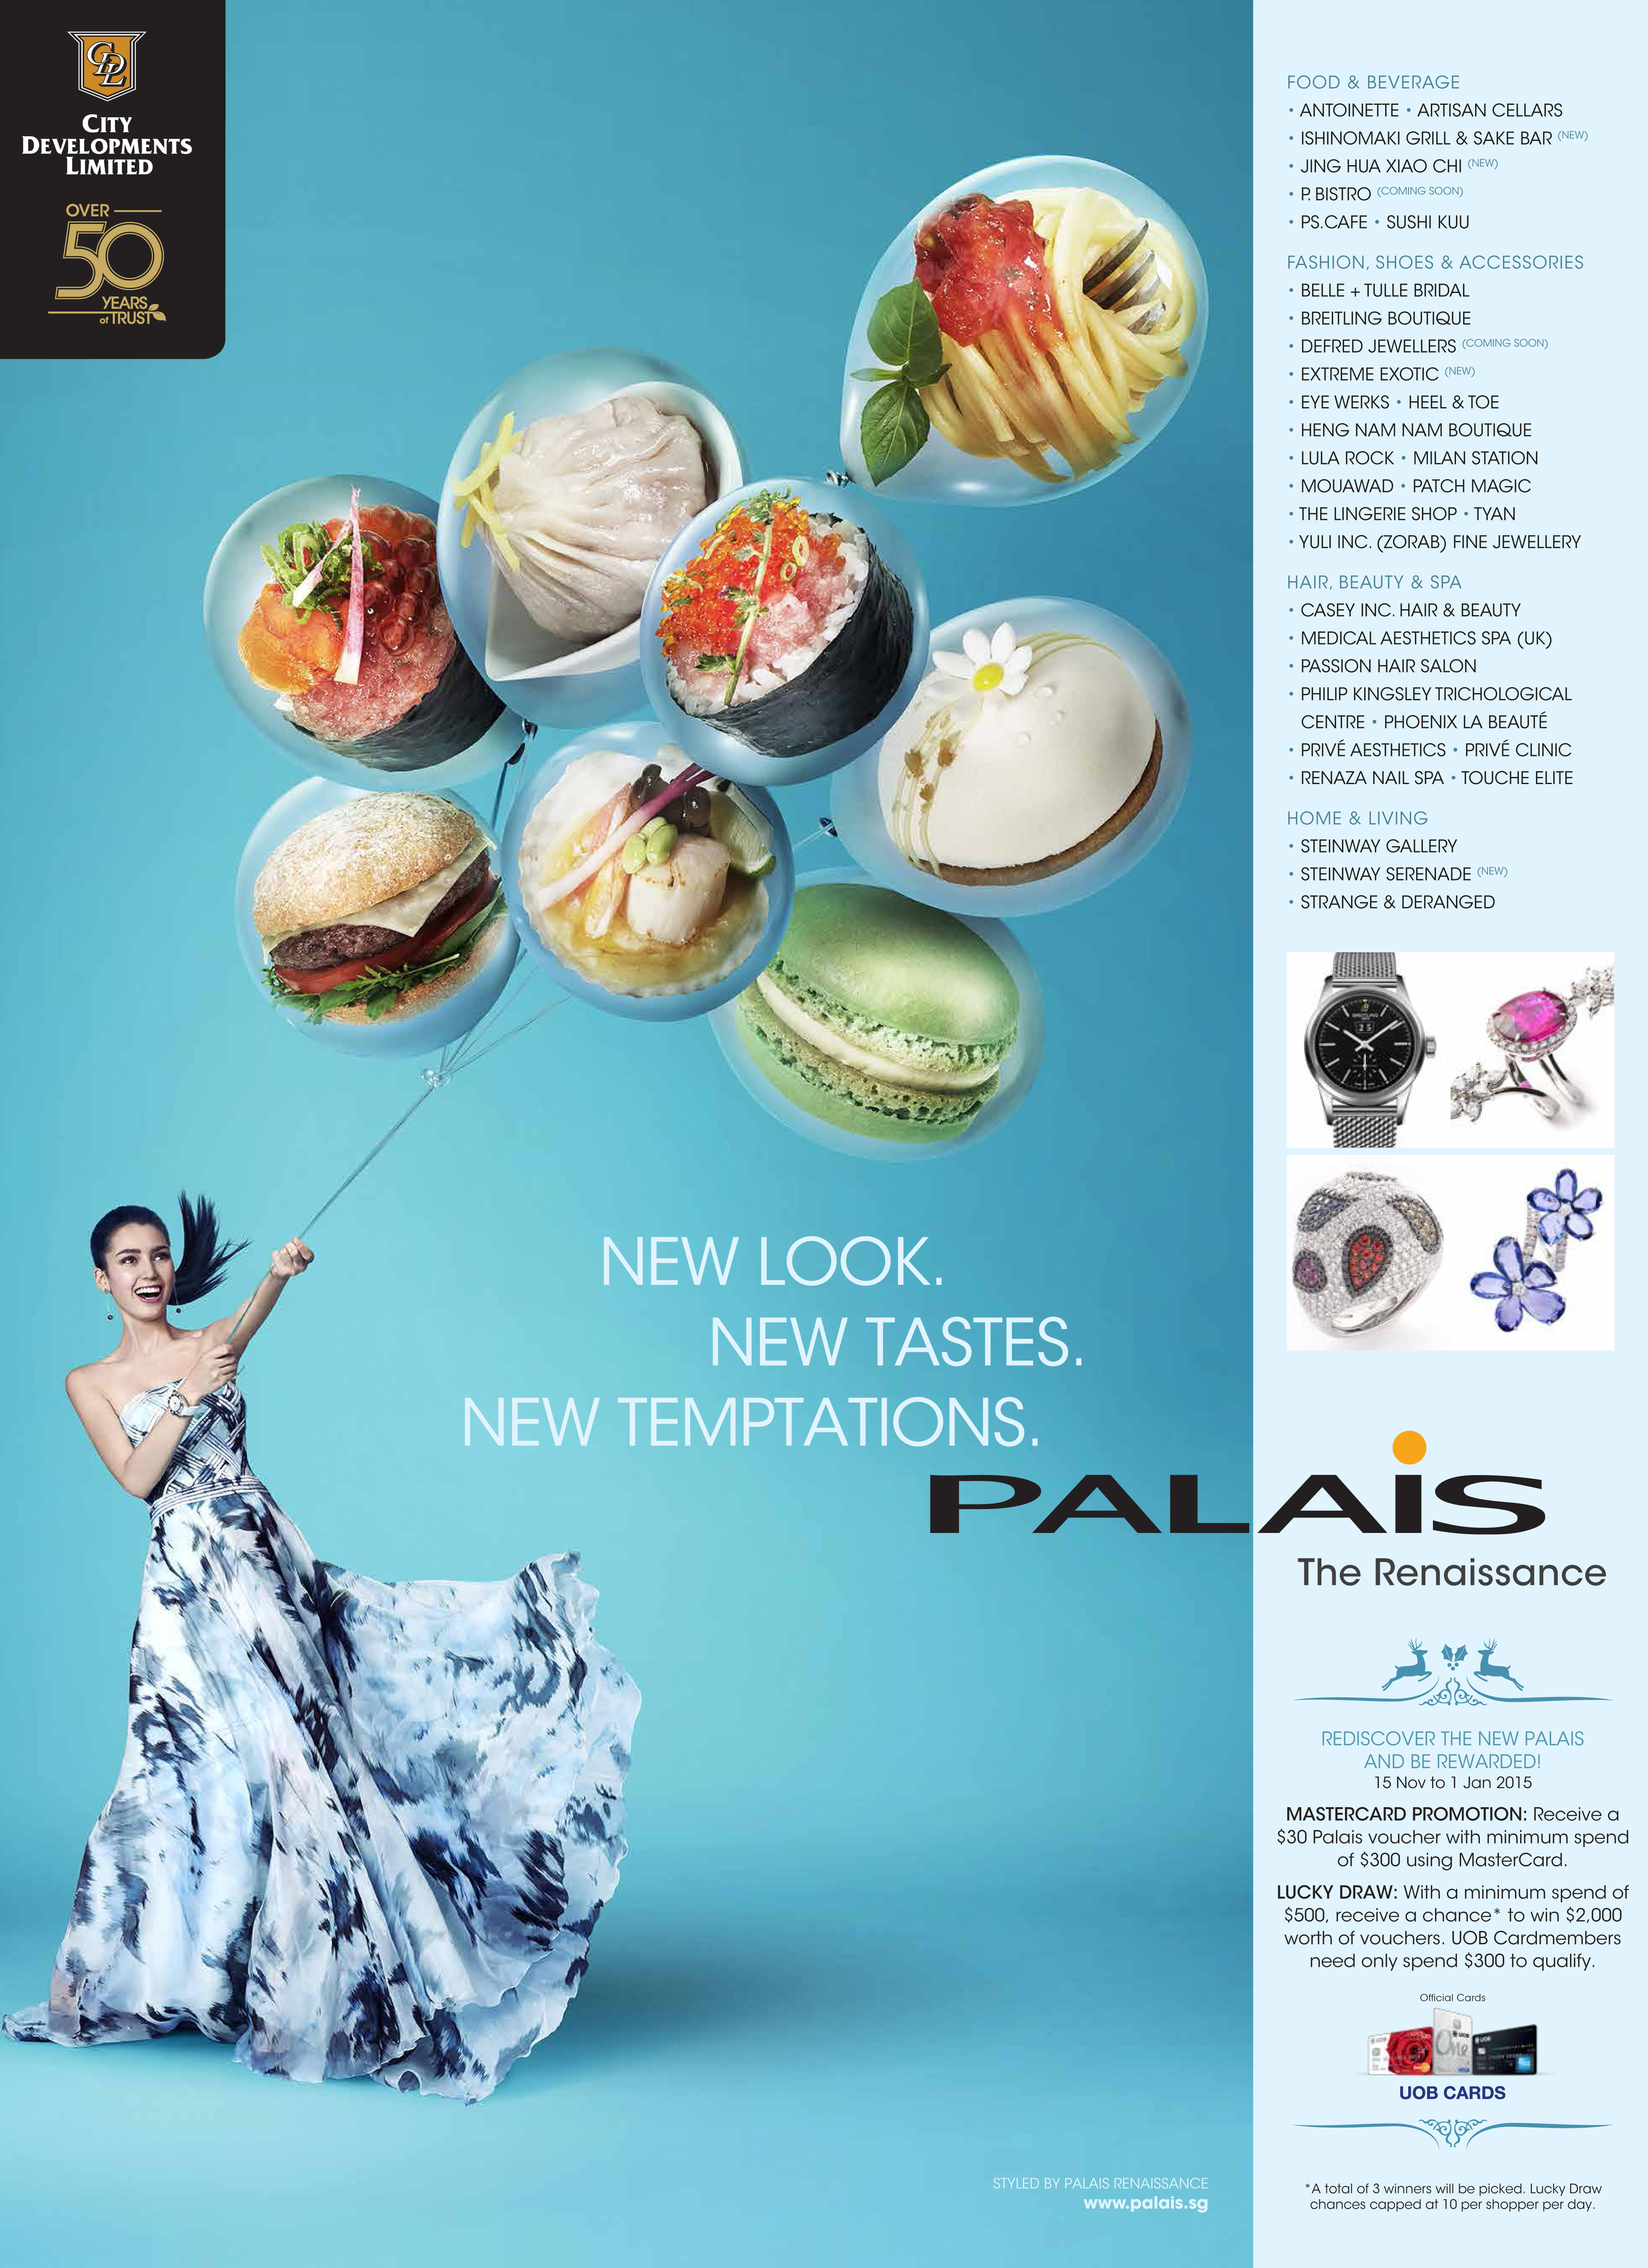 CDL
CITY
DEVELOPMENTS
LIMITED
OVER
50
YEARS
of TRUST
NEW LOOK.
NEW TASTES.
NEW TEMPTATIONS.
PALAiS
The Renaissance
STYLED BY PALAIS RENAISSANCE
www.palais.sg
FOOD & BEVERAGE
• ANTOINETTE • ARTISAN CELLARS
• ISHINOMAKI GRILL & SAKE BAR (NEW)
• JING HUA XIAO CHI (NEW)
• P. BISTRO (COMING SOON)
• PS.CAFE • SUSHI KUU
FASHION, SHOES & ACCESSORIES
• BELLE + TULLE BRIDAL
• BREITLING BOUTIQUE
• DEFRED JEWELLERS (COMING SOON)
• EXTREME EXOTIC (NEW)
• EYE WERKS • HEEL & TOE
• HENG NAM NAM BOUTIQUE
• LULA ROCK • MILAN STATION
• MOUAWAD • PATCH MAGIC
• THE LINGERIE SHOP • TYAN
• YULI INC. (ZORAB) FINE JEWELLERY
HAIR, BEAUTY & SPA
• CASEY INC. HAIR & BEAUTY
• MEDICAL AESTHETICS SPA (UK)
• PASSION HAIR SALON
• PHILIP KINGSLEY TRICHOLOGICAL
CENTRE • PHOENIX LA BEAUTÉ
• PRIVÉ AESTHETICS • PRIVÉ CLINIC
• RENAZA NAIL SPA • TOUCHE ELITE
HOME & LIVING
• STEINWAY GALLERY
• STEINWAY SERENADE (NEW)
• STRANGE & DERANGED
BREITLING
25
REDISCOVER THE NEW PALAIS
AND BE REWARDED!
15 Nov to 1 Jan 2015
MASTERCARD PROMOTION: Receive a
$30 Palais voucher with minimum spend
of $300 using MasterCard.
LUCKY DRAW: With a minimum spend of
$500, receive a chance* to win $2,000
worth of vouchers. UOB Cardmembers
need only spend $300 to qualify.
Official Cards
UOB
One
UOB
UOB CARDS
*A total of 3 winners will be picked. Lucky Draw
chances capped at 10 per shopper per day.